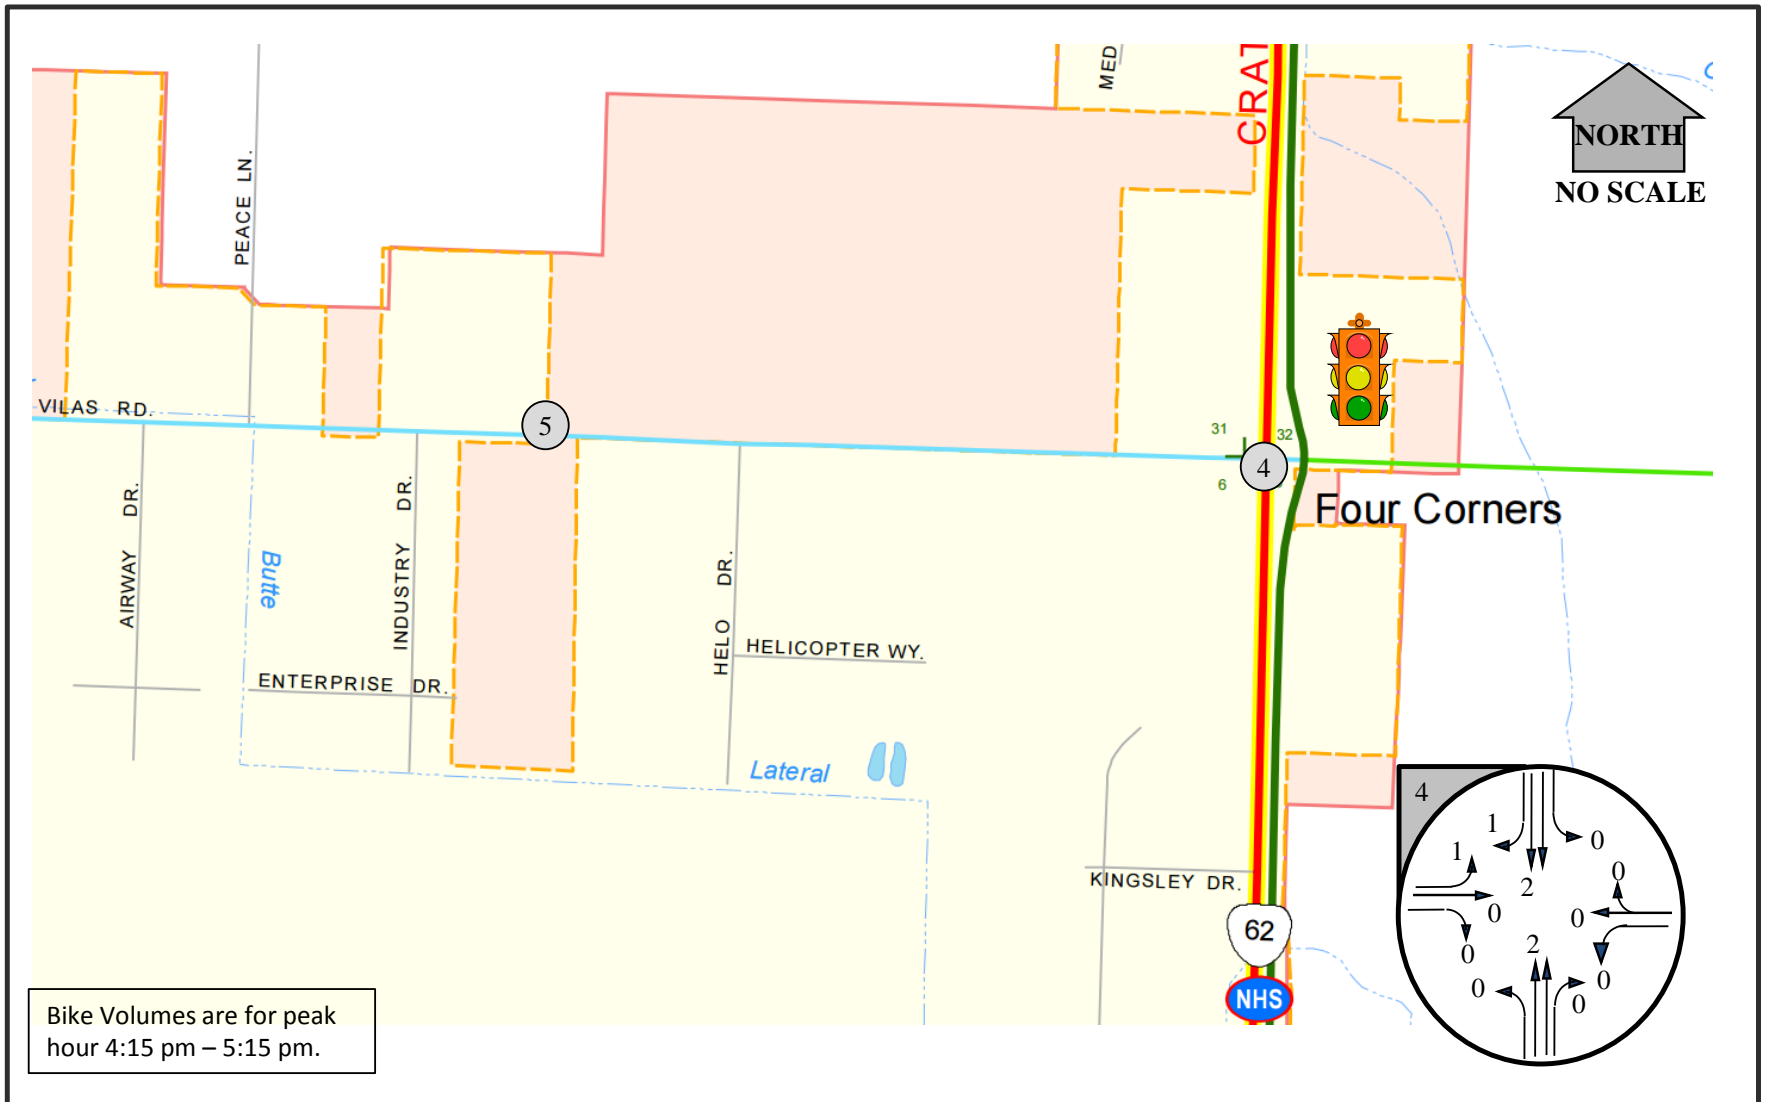 MED
CRAT
NORTH
NO SCALE
PEACE LN.
VILAS RD.
5
31
32
4
6
Four Corners
AIRWAY DR.
Butte
INDUSTRY DR.
HELO DR.
HELICOPTER WY.
ENTERPRISE DR.
Lateral
KINGSLEY DR.
62
NHS
4
1
0
1
2
0
0
0
0
2
0
0
0
0
Bike Volumes are for peak
hour 4:15 pm – 5:15 pm.